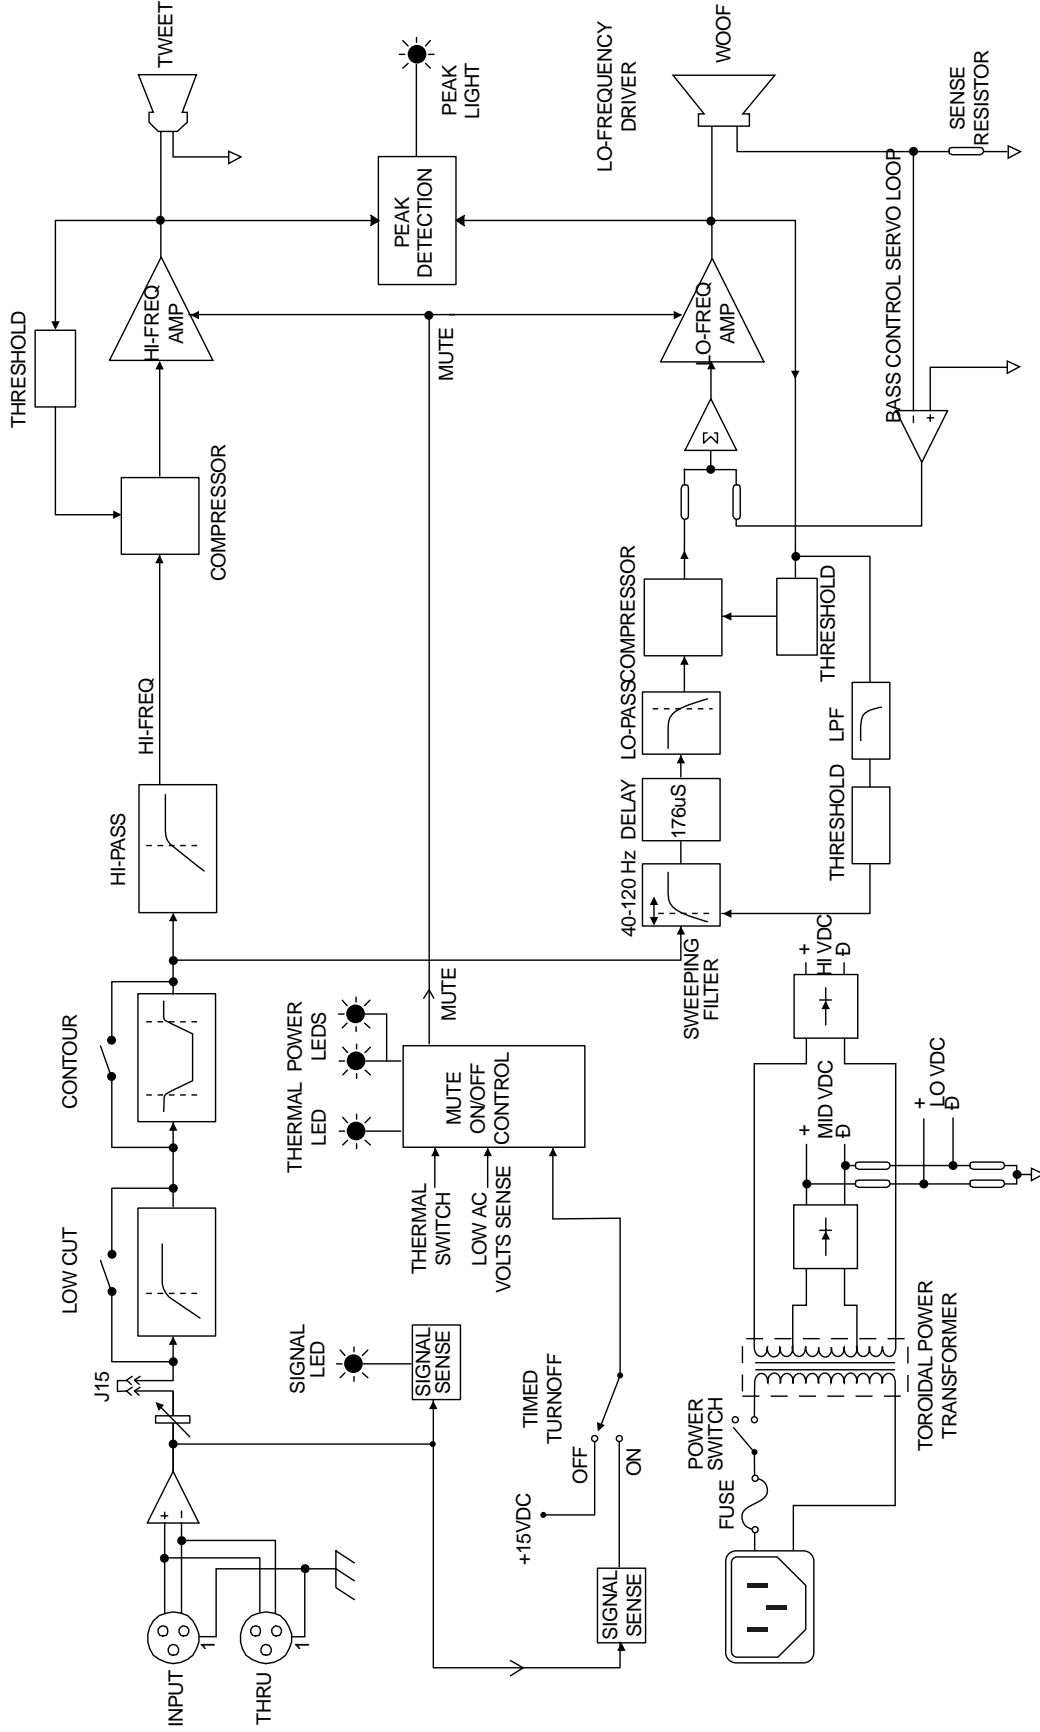 INPUT
THRU
1
1
+
−
J15
LOW CUT
CONTOUR
HI-PASS
HI-FREQ
COMPRESSOR
THRESHOLD
HI-FREQ
AMP
TWEET
SIGNAL
LED
SIGNAL
SENSE
THERMAL
LED
POWER
LEDS
THERMAL
SWITCH
LOW AC
VOLTS SENSE
MUTE
ON/OFF
CONTROL
MUTE
MUTE
PEAK
DETECTION
PEAK
LIGHT
+15VDC
OFF
ON
TIMED
TURNOFF
SIGNAL
SENSE
SWEEPING
FILTER
40-120 Hz
DELAY
176uS
LO-PASS
COMPRESSOR
THRESHOLD
LPF
THRESHOLD
Σ
LO-FREQ
AMP
LO-FREQUENCY
DRIVER
WOOF
SENSE
RESISTOR
BASS CONTROL SERVO LOOP
−
+
FUSE
POWER
SWITCH
TOROIDAL POWER
TRANSFORMER
+
MID VDC
Ð
+
HI VDC
Ð
+
LO VDC
Ð